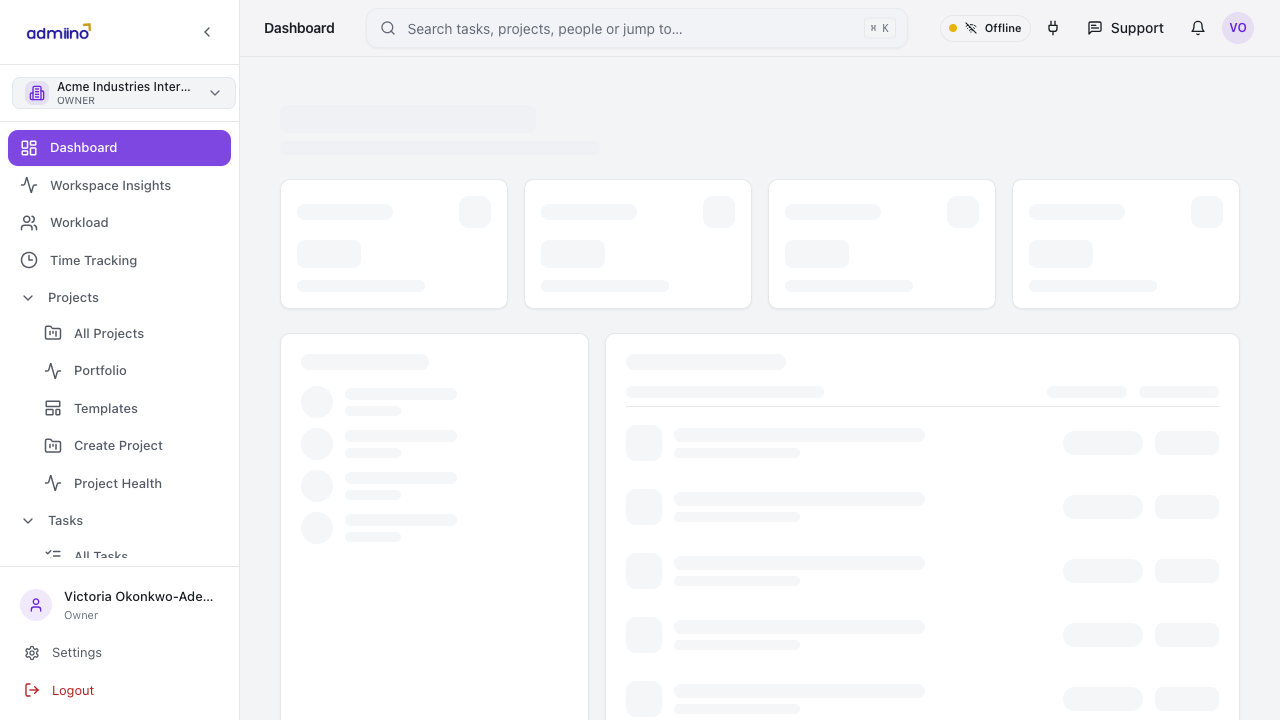 admiino
Acme Industries Inter...
OWNER
Dashboard
Workspace Insights
Workload
Time Tracking
Projects
All Projects
Portfolio
Templates
Create Project
Project Health
Tasks
All Tasks
Victoria Okonkwo-Ade...
Owner
Settings
Logout
Dashboard
Search tasks, projects, people or jump to...
⌘ K
Offline
Support
VO